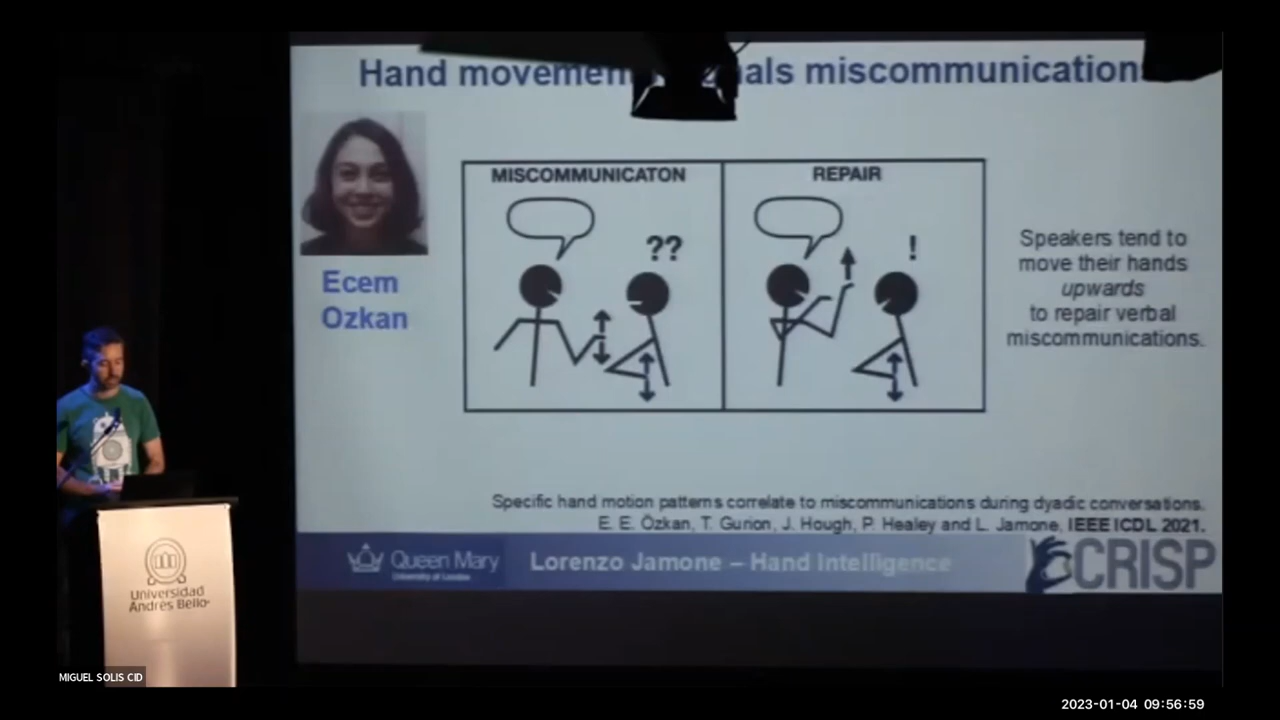 Hand movemen als miscommunication
MISCOMMUNICATON
REPAIR
??
!
Ecem
Ozkan
Speakers tend to
move their hands
upwards
to repair verbal
miscommunications.
Specific hand motion patterns correlate to miscommunications during dyadic conversations.
E. E. Özkan, T. Gurion, J. Hough, P. Healey and L. Jamone, IEEE ICDL 2021.
Queen Mary
University of London
Lorenzo Jamone – Hand Intelligence
CRISP
Universidad
Andrés Bello
MIGUEL SOLIS CID
2023-01-04 09:56:59